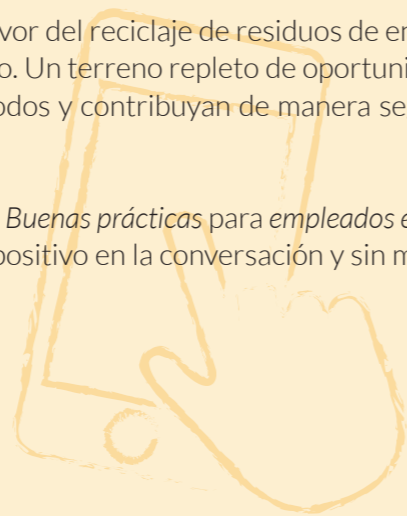 vor del reciclaje de residuos de en
o. Un terreno repleto de oportuni
odos y contribuyan de manera se
Buenas prácticas para empleados e
positivo en la conversación y sin m